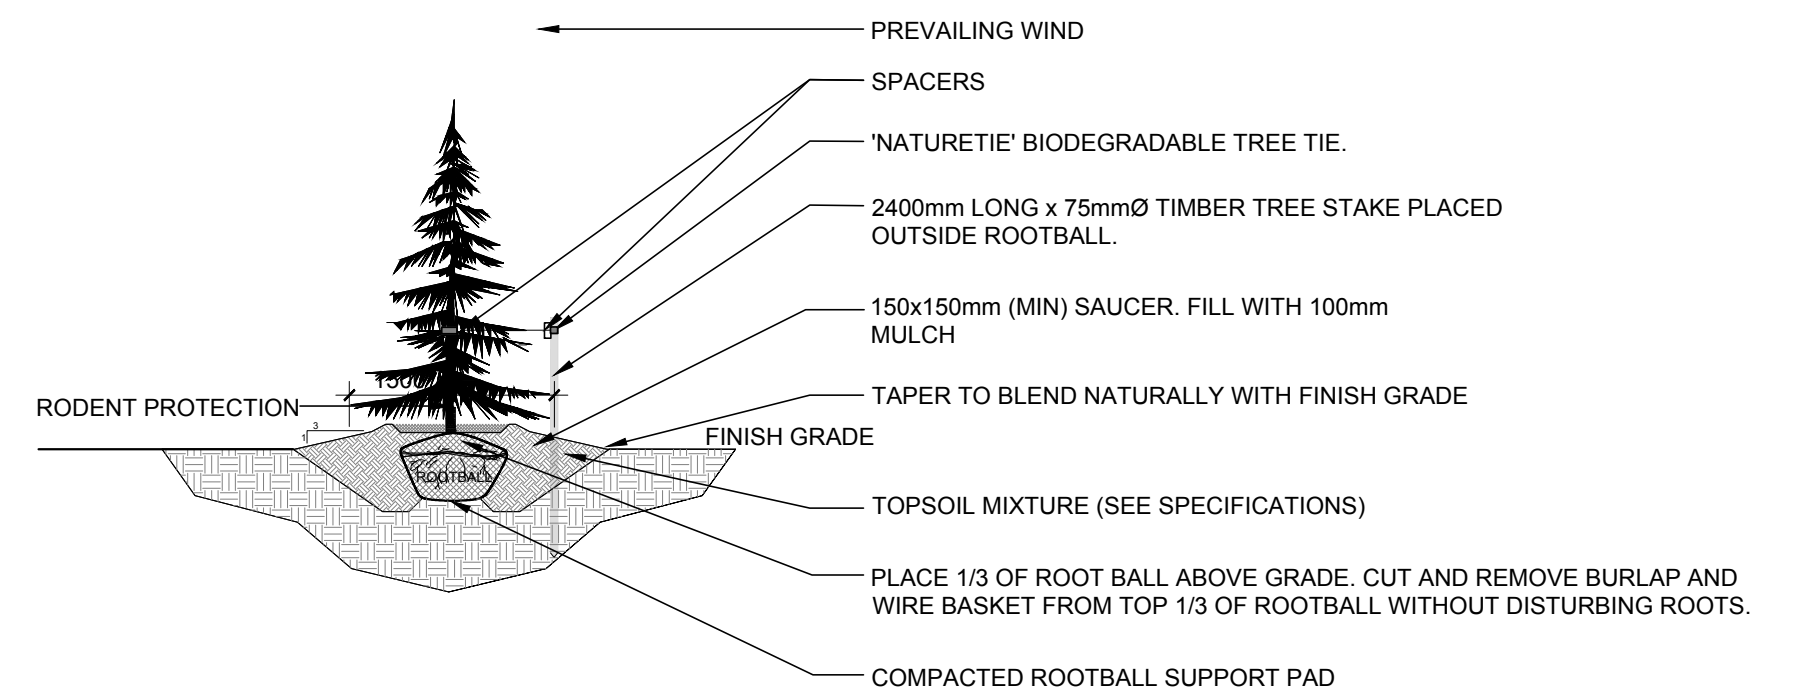 PREVAILING WIND
SPACERS
'NATURETIE' BIODEGRADABLE TREE TIE.
2400mm LONG x 75mmØ TIMBER TREE STAKE PLACED
OUTSIDE ROOTBALL.
150x150mm (MIN) SAUCER. FILL WITH 100mm
MULCH
TAPER TO BLEND NATURALLY WITH FINISH GRADE
RODENT PROTECTION
3
1
FINISH GRADE
ROOTBALL
TOPSOIL MIXTURE (SEE SPECIFICATIONS)
PLACE 1/3 OF ROOT BALL ABOVE GRADE. CUT AND REMOVE BURLAP AND
WIRE BASKET FROM TOP 1/3 OF ROOTBALL WITHOUT DISTURBING ROOTS.
COMPACTED ROOTBALL SUPPORT PAD